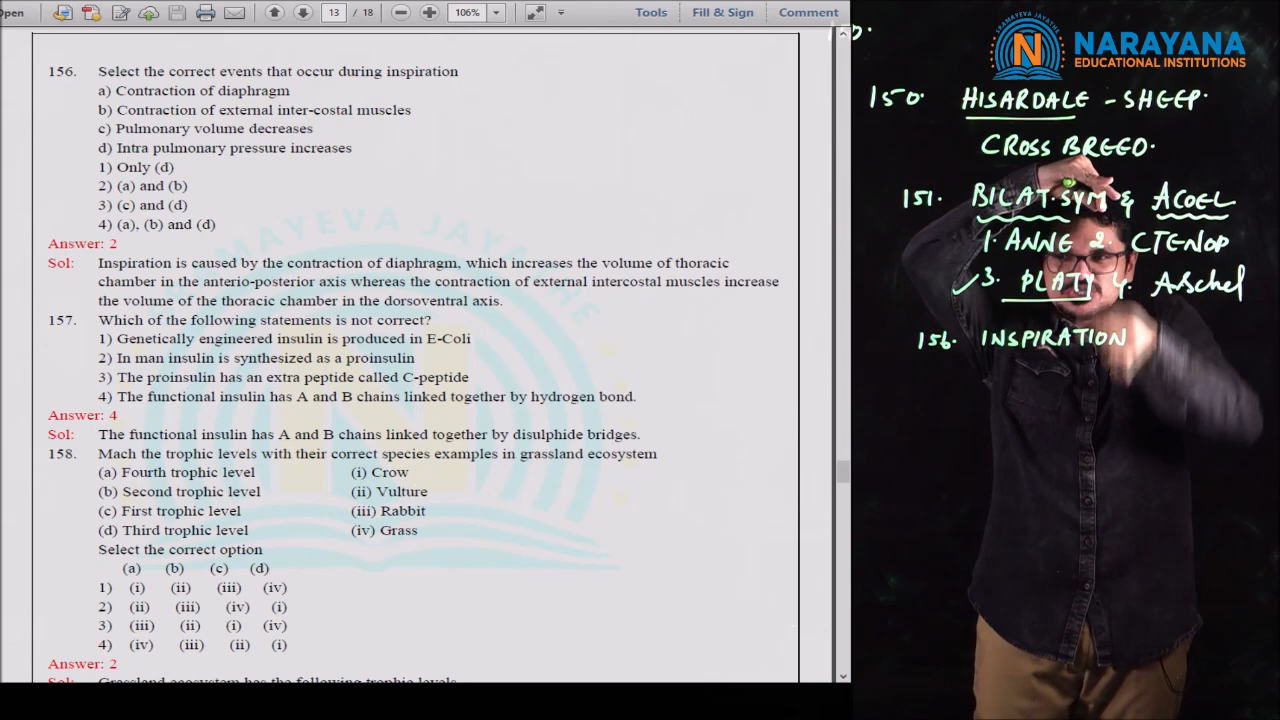 Open
13 / 18
106%
Tools
Fill & Sign
Comment
156. Select the correct events that occur during inspiration
a) Contraction of diaphragm
b) Contraction of external inter-costal muscles
c) Pulmonary volume decreases
d) Intra pulmonary pressure increases
1) Only (d)
2) (a) and (b)
3) (c) and (d)
4) (a), (b) and (d)
Answer: 2
Sol: Inspiration is caused by the contraction of diaphragm, which increases the volume of thoracic
chamber in the anterio-posterior axis whereas the contraction of external intercostal muscles increase
the volume of the thoracic chamber in the dorsoventral axis.
157. Which of the following statements is not correct?
1) Genetically engineered insulin is produced in E-Coli
2) In man insulin is synthesized as a proinsulin
3) The proinsulin has an extra peptide called C-peptide
4) The functional insulin has A and B chains linked together by hydrogen bond.
Answer: 4
Sol: The functional insulin has A and B chains linked together by disulphide bridges.
158. Mach the trophic levels with their correct species examples in grassland ecosystem
(a) Fourth trophic level (i) Crow
(b) Second trophic level (ii) Vulture
(c) First trophic level (iii) Rabbit
(d) Third trophic level (iv) Grass
Select the correct option
(a) (b) (c) (d)
1) (i) (ii) (iii) (iv)
2) (ii) (iii) (iv) (i)
3) (iii) (ii) (i) (iv)
4) (iv) (iii) (ii) (i)
Answer: 2
Sol: Grassland ecosystem has the following trophic levels
NARAYANA
EDUCATIONAL INSTITUTIONS
150. HISARDALE - SHEEP.
CROSS BREED.
151. BILAT. SYM & ACOEL
1. ANNE 2. CTENOP
3. PLATY 4. Aschel
156. INSPIRATION